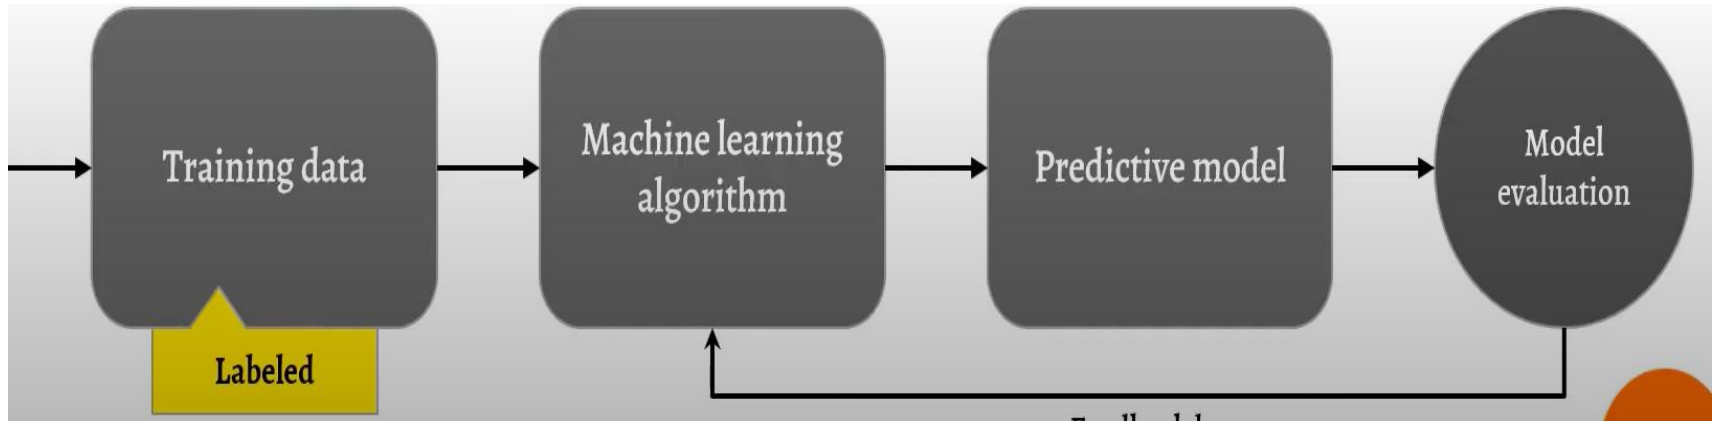 Training data
Machine learning
algorithm
Predictive model
Model
evaluation
Labeled